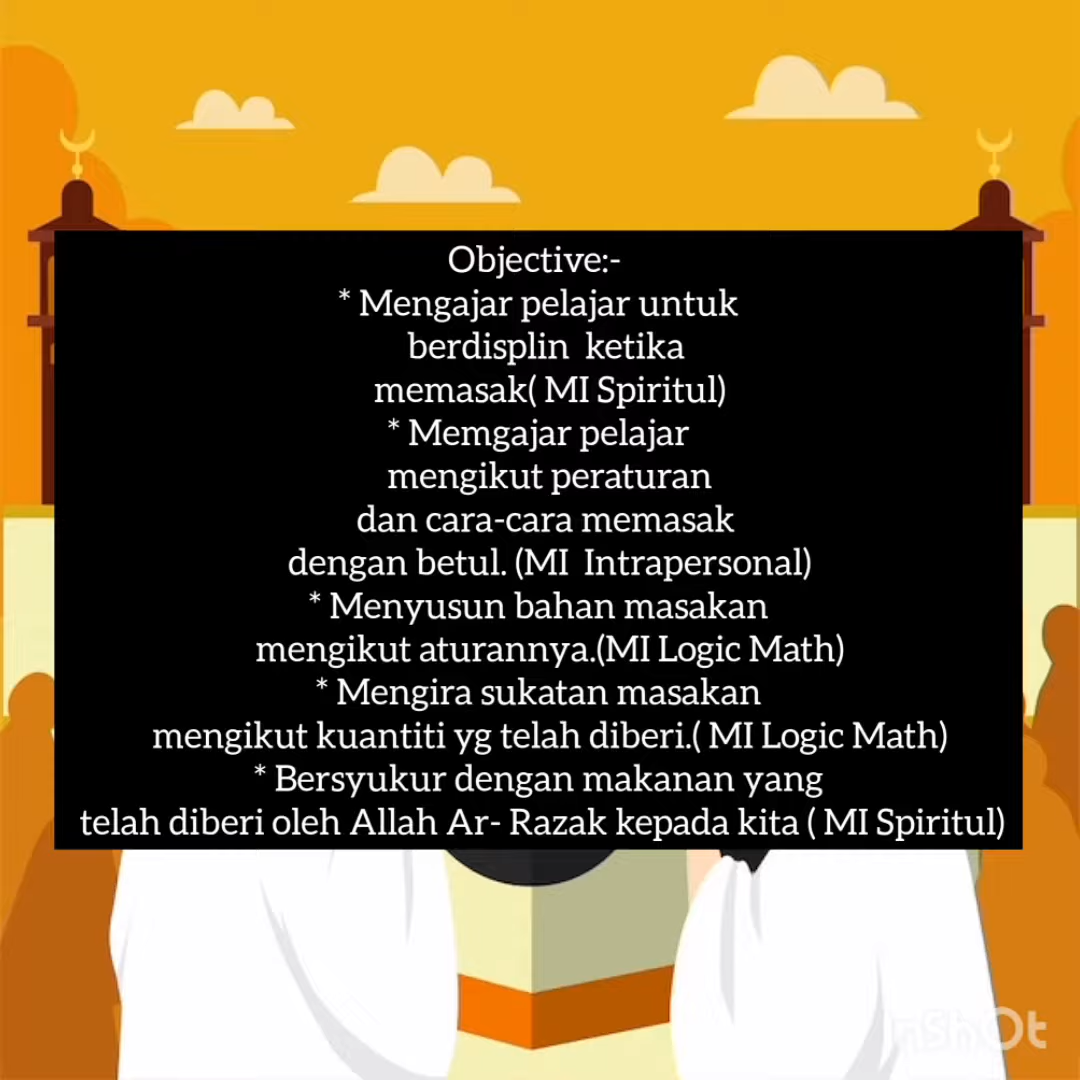 Objective:-
* Mengajar pelajar untuk
berdisplin ketika
memasak( MI Spiritul)
* Memgajar pelajar
mengikut peraturan
dan cara-cara memasak
dengan betul. (MI Intrapersonal)
* Menyusun bahan masakan
mengikut aturannya.(MI Logic Math)
* Mengira sukatan masakan
mengikut kuantiti yg telah diberi.( MI Logic Math)
* Bersyukur dengan makanan yang
telah diberi oleh Allah Ar- Razak kepada kita ( MI Spiritul)